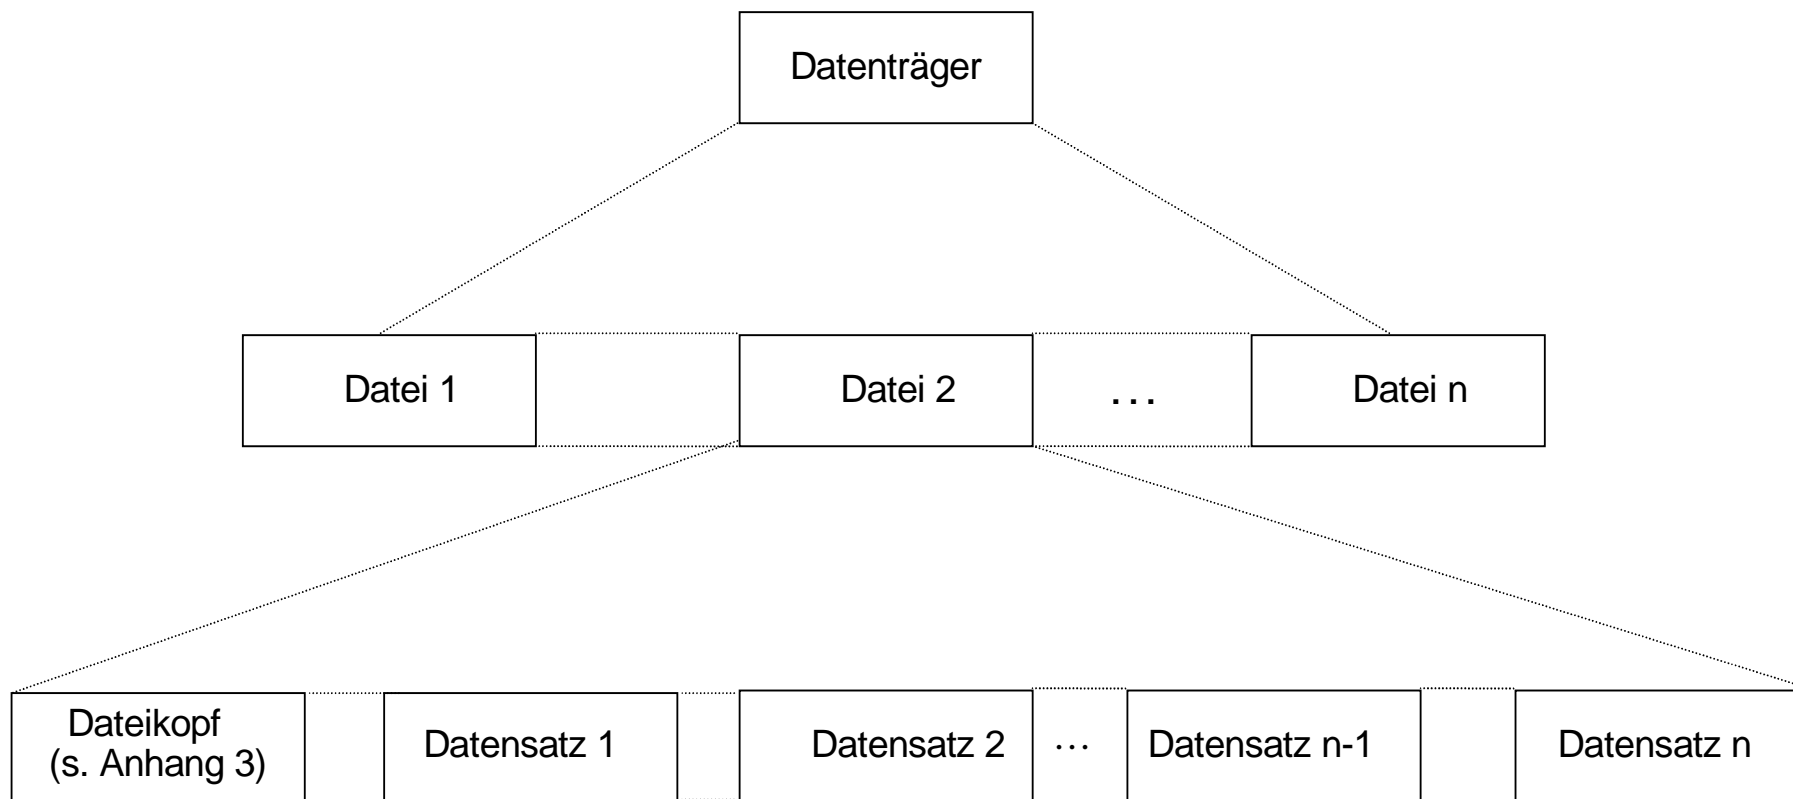 Datenträger
Datei 1
Datei 2
...
Datei n
Dateikopf
(s. Anhang 3)
Datensatz 1
Datensatz 2
...
Datensatz n-1
Datensatz n